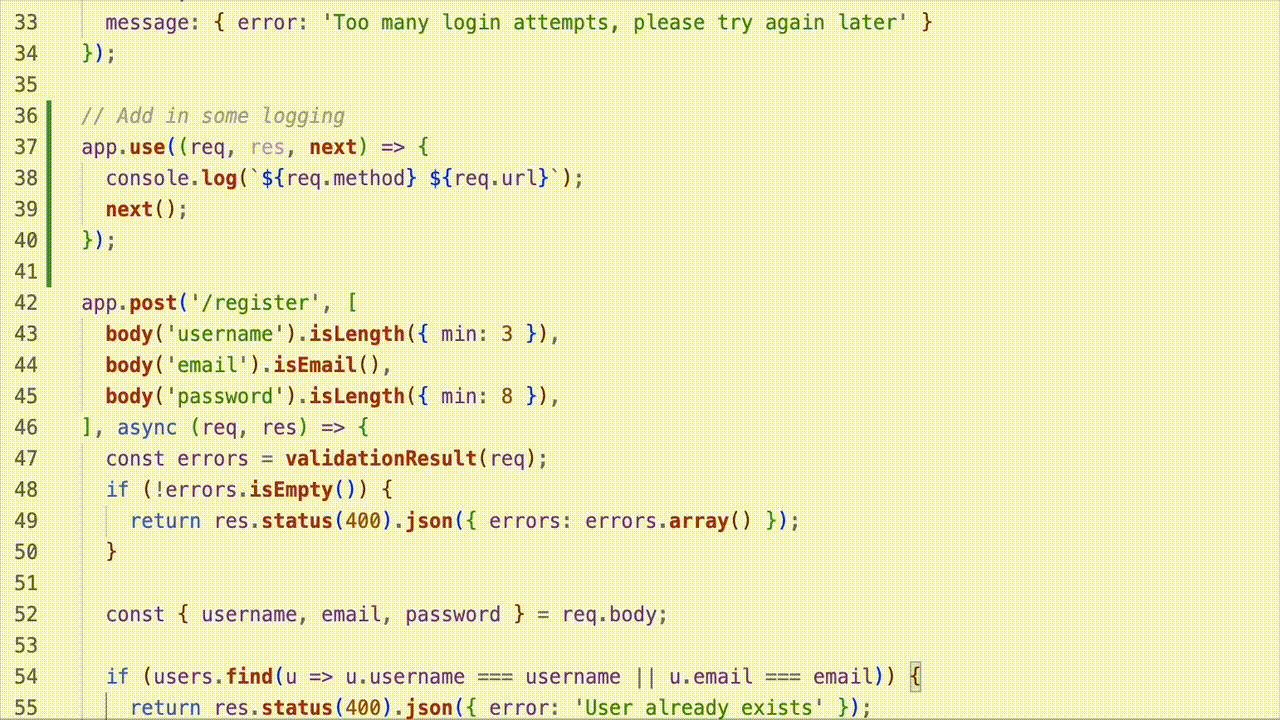 33 message: { error: 'Too many login attempts, please try again later' }
34 });
35
36 // Add in some logging
37 app.use((req, res, next) => {
38 console.log(`${req.method} ${req.url}`);
39 next();
40 });
41
42 app.post('/register', [
43 body('username').isLength({ min: 3 }),
44 body('email').isEmail(),
45 body('password').isLength({ min: 8 }),
46 ], async (req, res) => {
47 const errors = validationResult(req);
48 if (!errors.isEmpty()) {
49 return res.status(400).json({ errors: errors.array() });
50 }
51
52 const { username, email, password } = req.body;
53
54 if (users.find(u => u.username === username || u.email === email)) {
55 return res.status(400).json({ error: 'User already exists' });